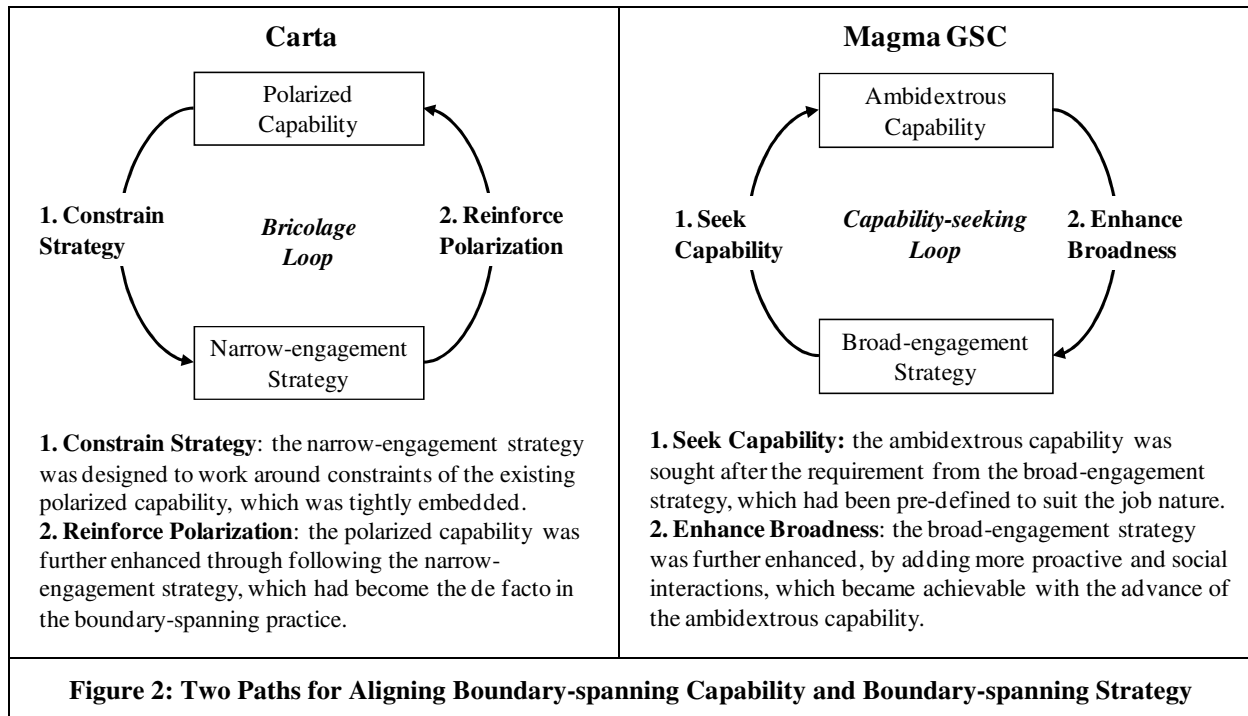 Carta
Polarized
Capability
1. Constrain
Strategy
Bricolage
Loop
2. Reinforce
Polarization
Narrow-engagement
Strategy
1. Constrain Strategy: the narrow-engagement strategy
was designed to work around constraints of the existing
polarized capability, which was tightly embedded.
2. Reinforce Polarization: the polarized capability was
further enhanced through following the narrow-
engagement strategy, which had become the de facto in
the boundary-spanning practice.
Magma GSC
Ambidextrous
Capability
1. Seek
Capability
Capability-seeking
Loop
2. Enhance
Broadness
Broad-engagement
Strategy
1. Seek Capability: the ambidextrous capability was
sought after the requirement from the broad-engagement
strategy, which had been pre-defined to suit the job nature.
2. Enhance Broadness: the broad-engagement strategy
was further enhanced, by adding more proactive and social
interactions, which became achievable with the advance of
the ambidextrous capability.
Figure 2: Two Paths for Aligning Boundary-spanning Capability and Boundary-spanning Strategy